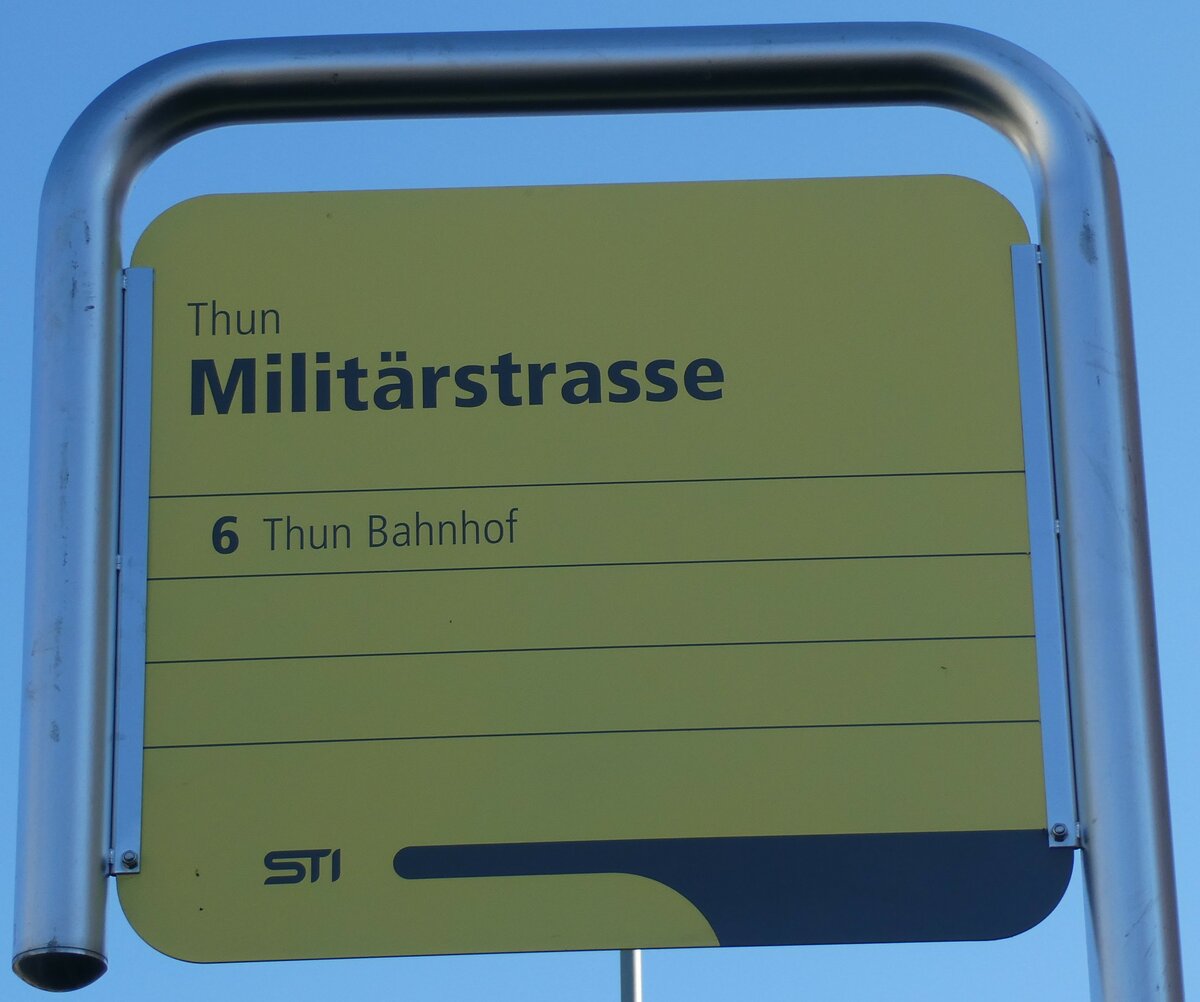 Thun
Militärstrasse
6 Thun Bahnhof
STI